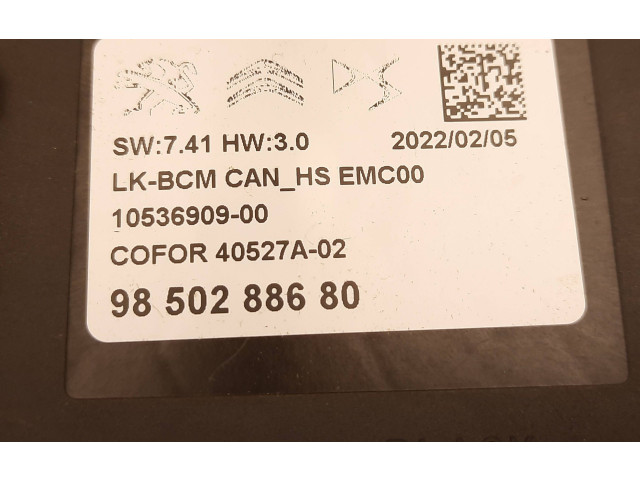 SW:7.41 HW:3.0 2022/02/05
LK-BCM CAN_HS EMC00
10536909-00
COFOR 40527A-02
98 502 886 80